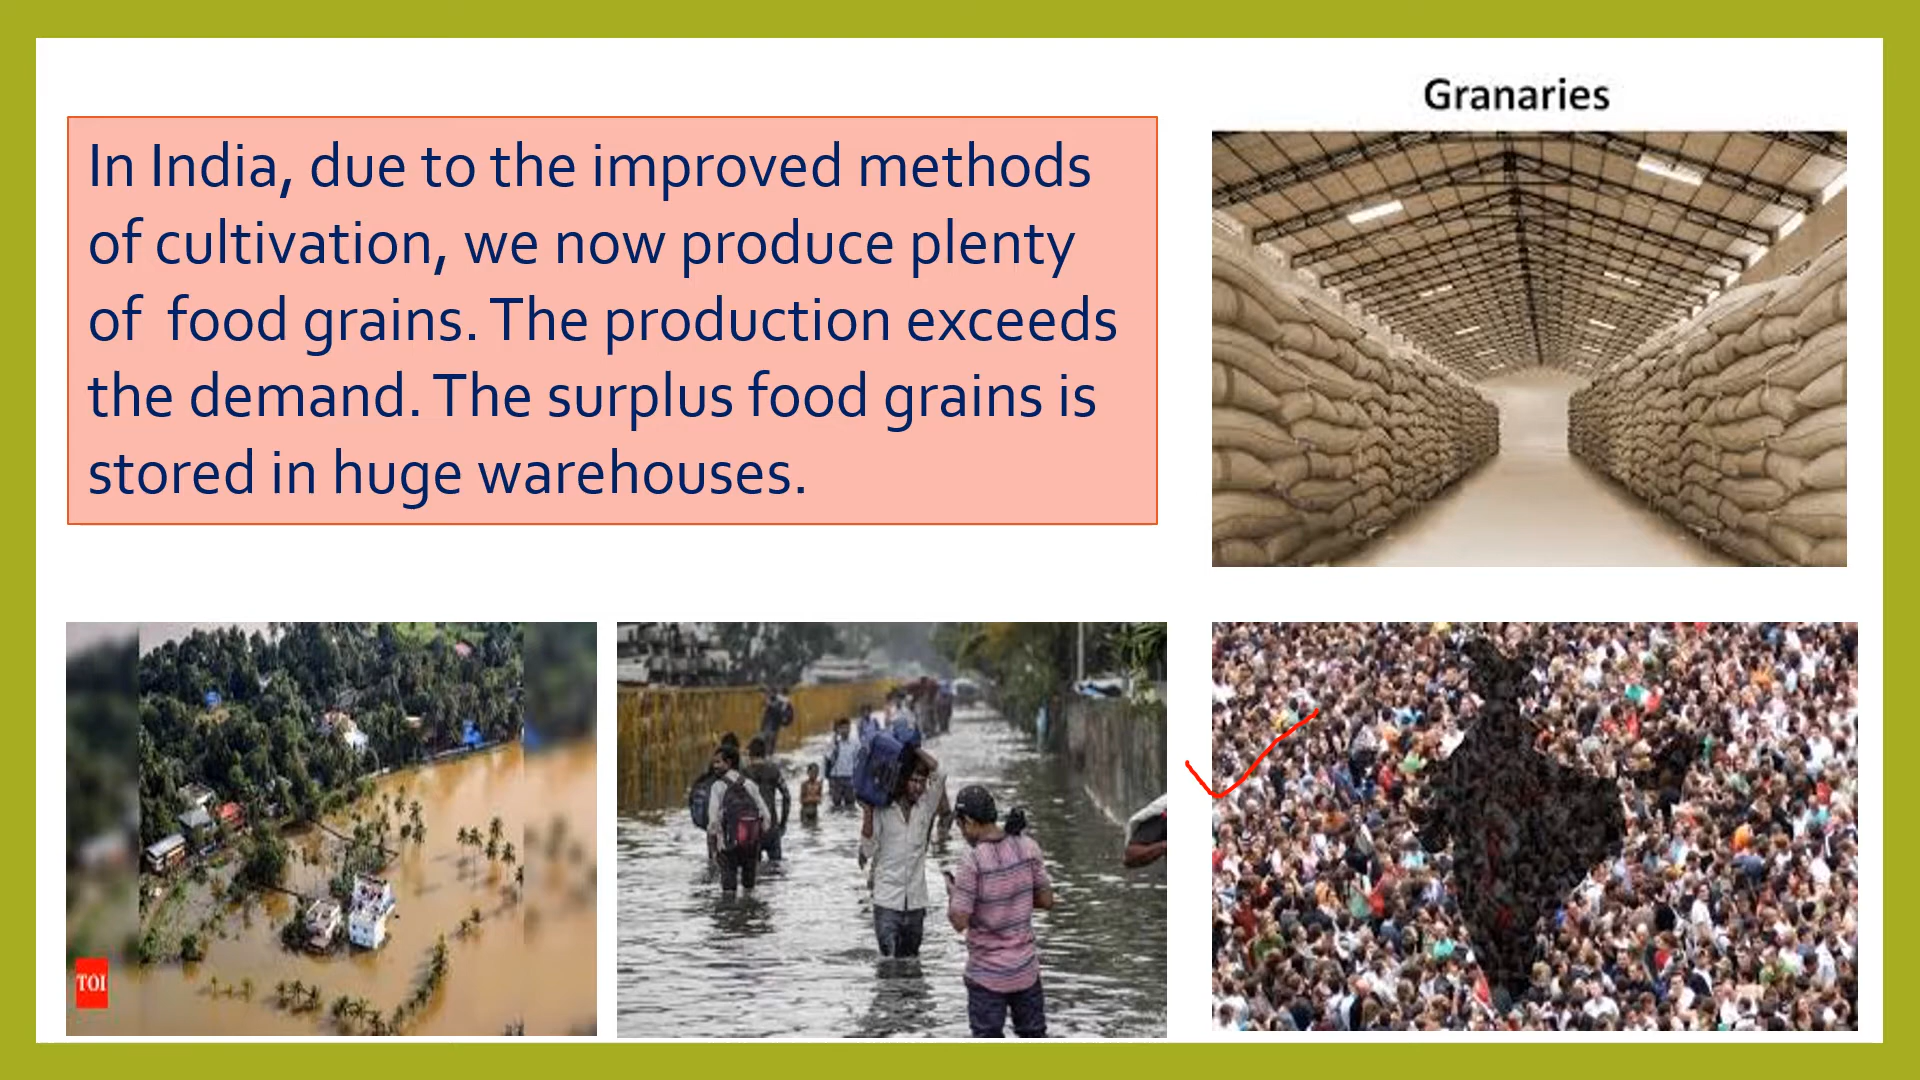 Granaries
In India, due to the improved methods
of cultivation, we now produce plenty
of  food grains. The production exceeds
the demand. The surplus food grains is
stored in huge warehouses.
TOI